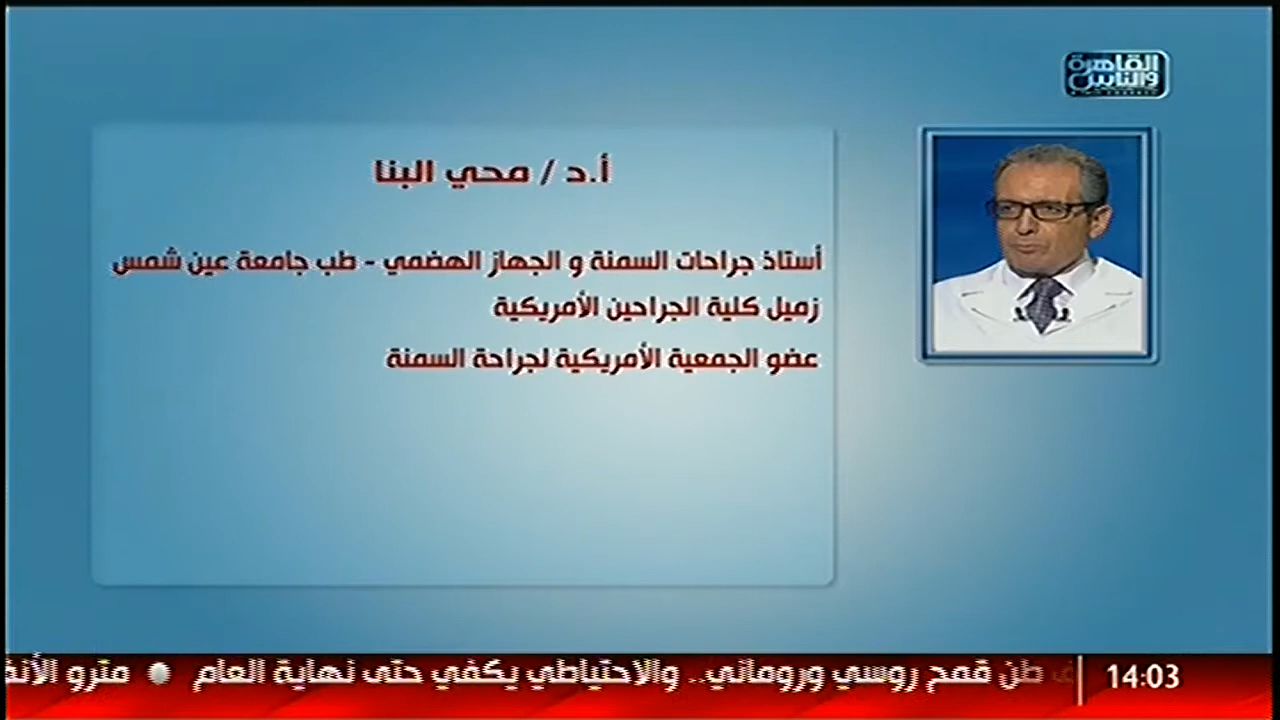 القاهرة
والناس
أ.د / محي البنا
أستاذ جراحات السمنة و الجهاز الهضمي - طب جامعة عين شمس
زميل كلية الجراحين الأمريكية
عضو الجمعية الأمريكية لجراحة السمنة
14:03
طن قمح روسي وروماني.. والاحتياطي يكفي حتى نهاية العام ● مترو